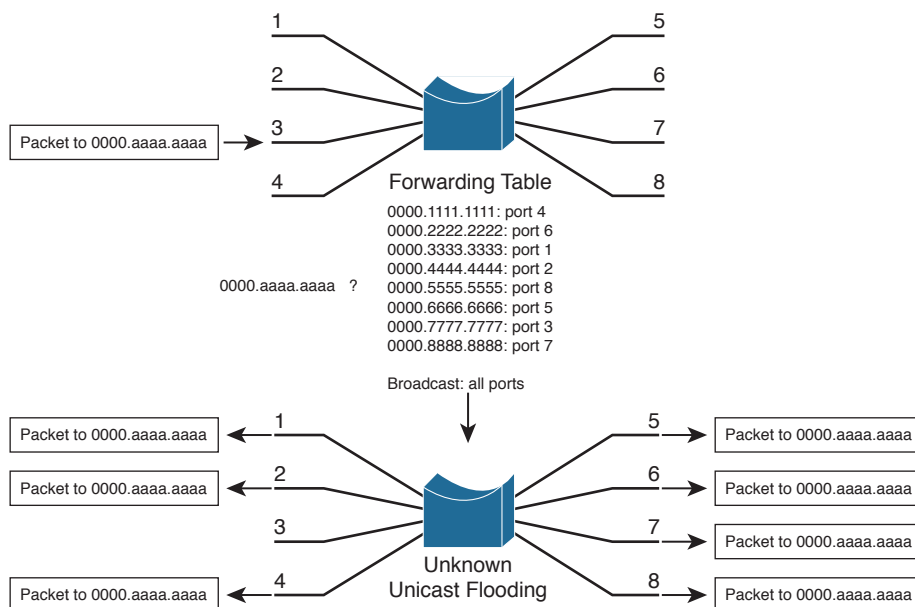 1
5
2
6
Packet to 0000.aaaa.aaaa
3
7
4
8
Forwarding Table
0000.1111.1111: port 4
0000.2222.2222: port 6
0000.3333.3333: port 1
0000.4444.4444: port 2
0000.aaaa.aaaa ?
0000.5555.5555: port 8
0000.6666.6666: port 5
0000.7777.7777: port 3
0000.8888.8888: port 7
Broadcast: all ports
Packet to 0000.aaaa.aaaa
1
5
Packet to 0000.aaaa.aaaa
Packet to 0000.aaaa.aaaa
2
6
Packet to 0000.aaaa.aaaa
3
7
Packet to 0000.aaaa.aaaa
Packet to 0000.aaaa.aaaa
4
8
Packet to 0000.aaaa.aaaa
Unknown
Unicast Flooding